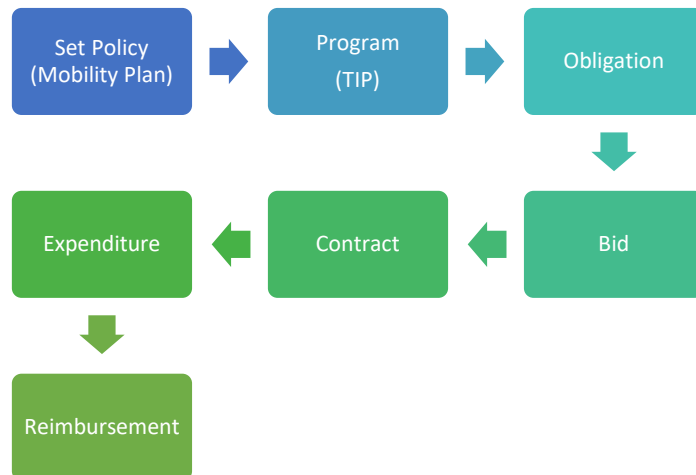 Set Policy
(Mobility Plan)
Program
(TIP)
Obligation
Bid
Contract
Expenditure
Reimbursement